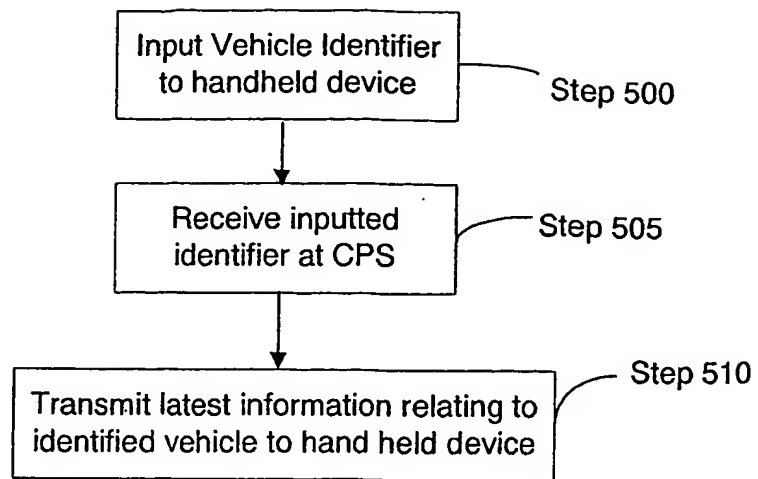 Input Vehicle Identifier
to handheld device
Step 500
Receive inputted
identifier at CPS
Step 505
Step 510
Transmit latest information relating to
identified vehicle to hand held device